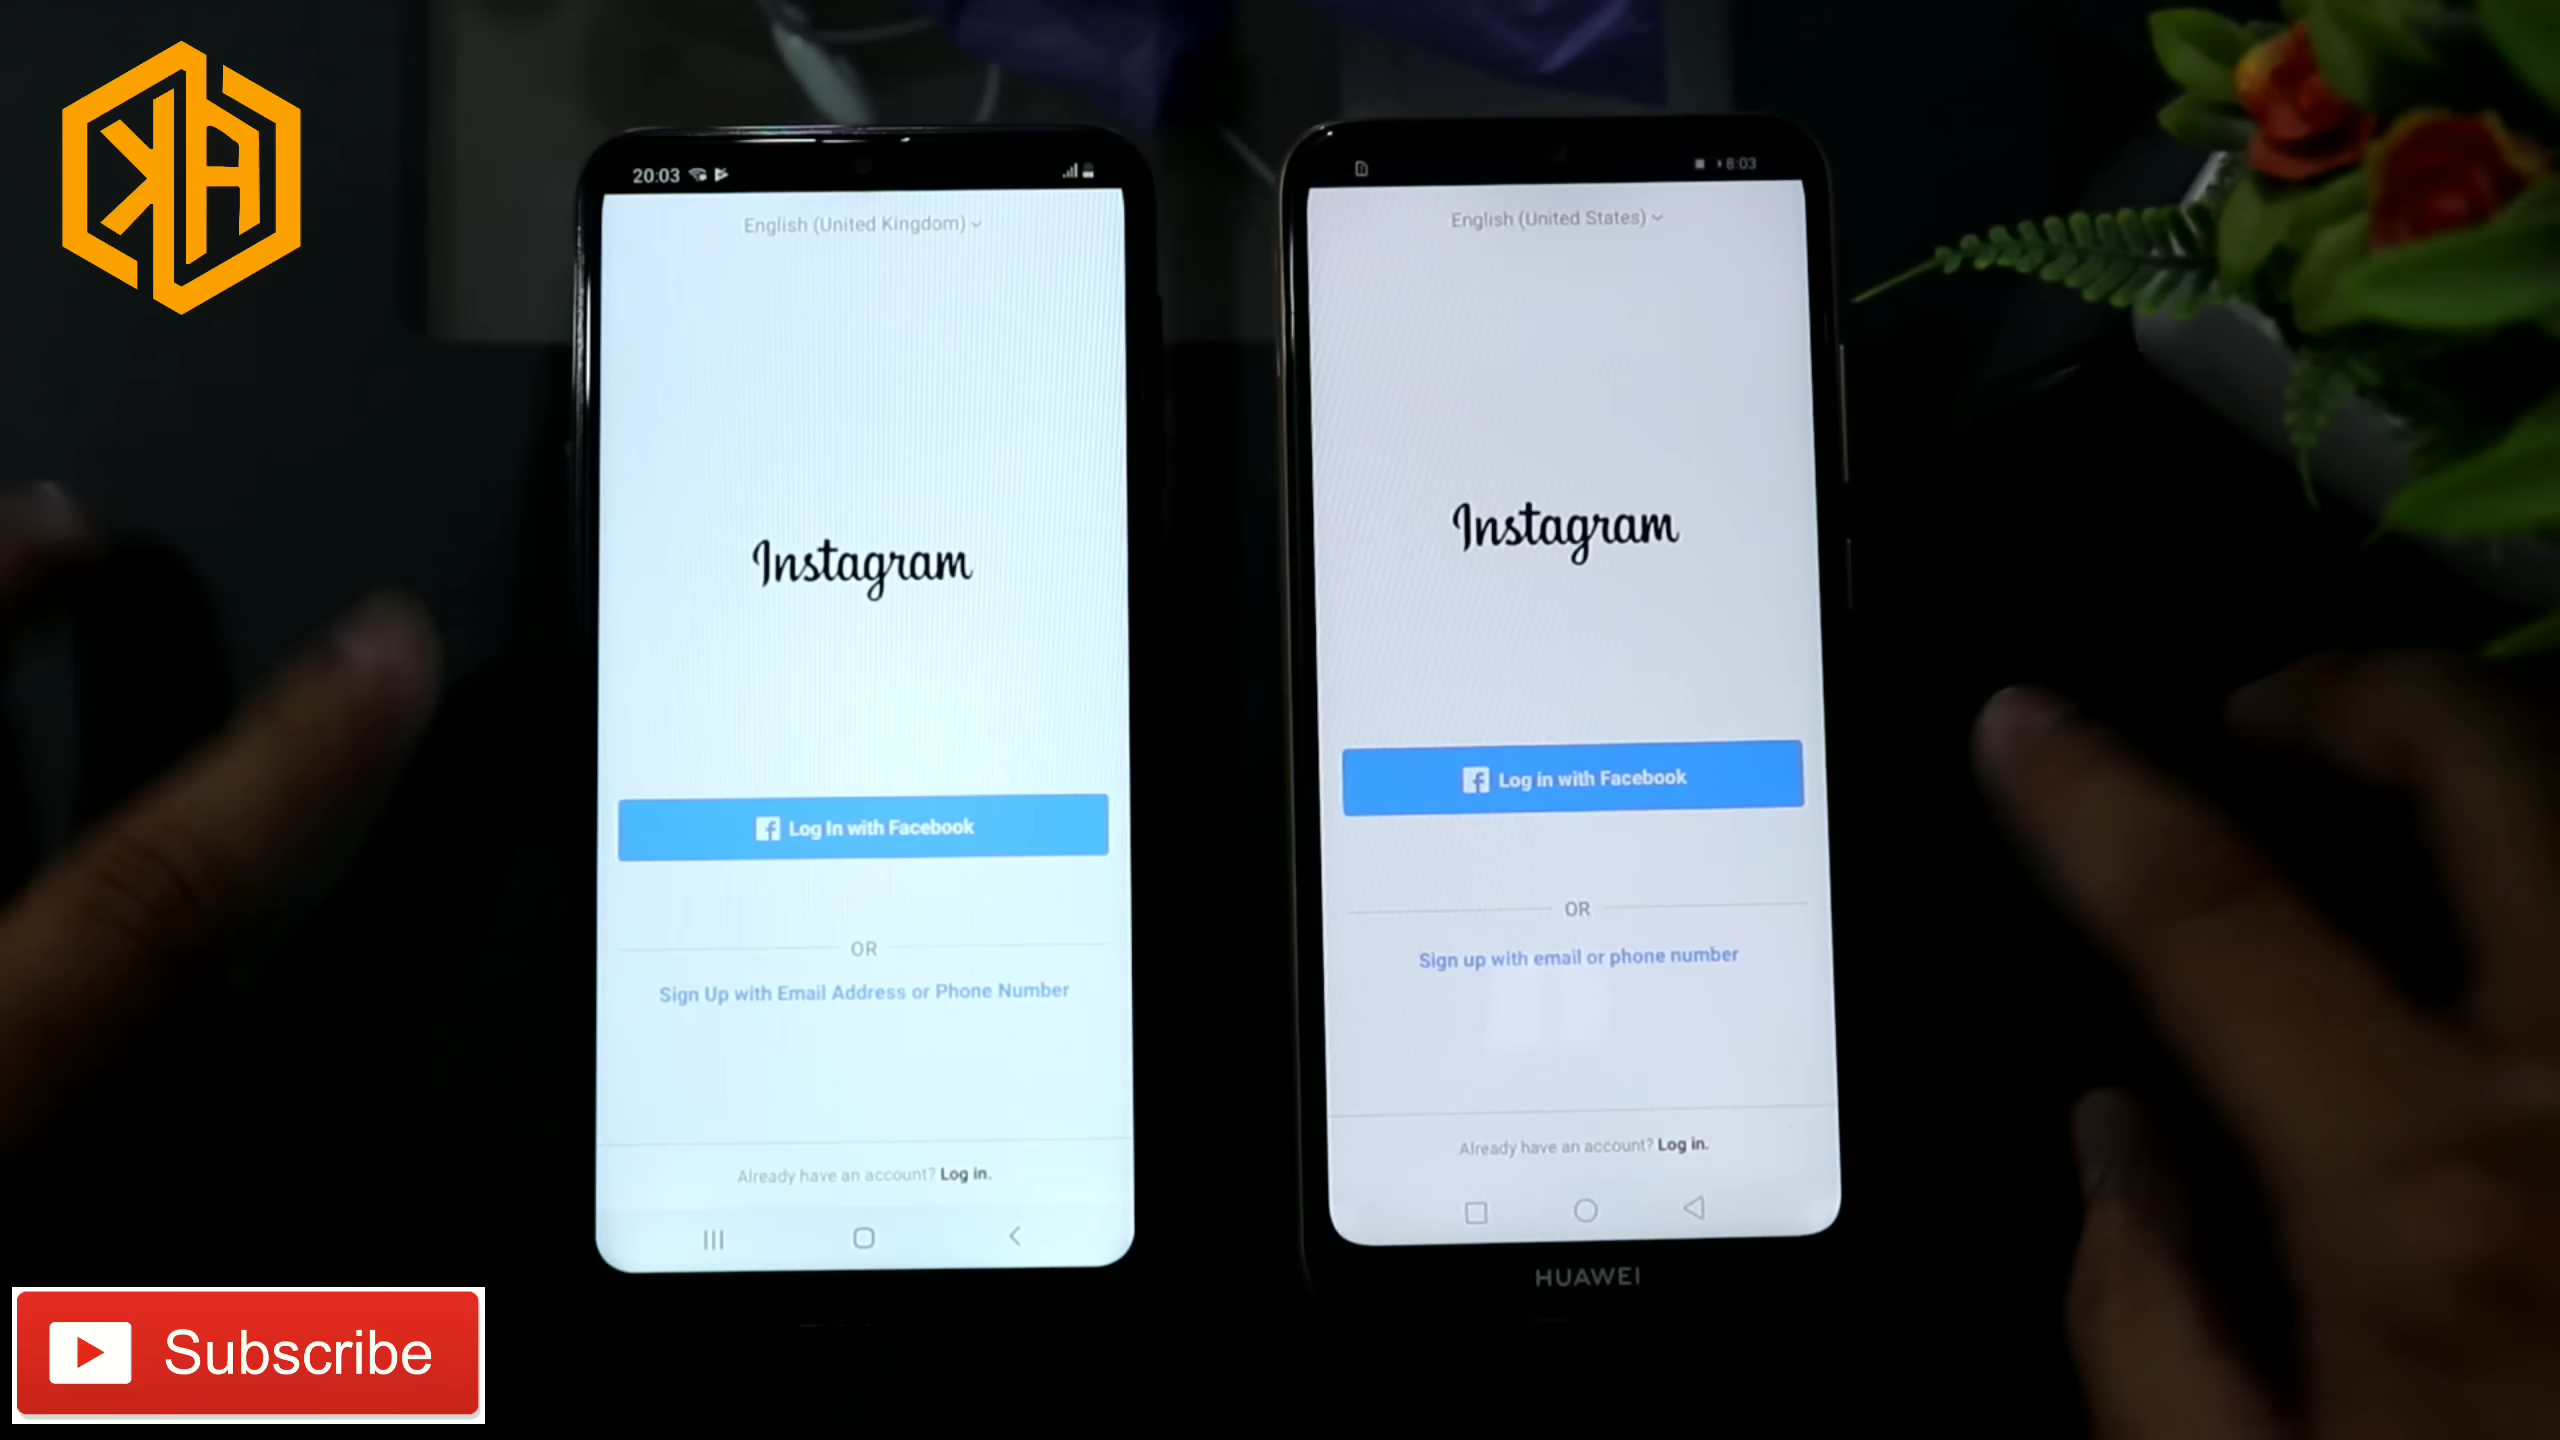 KA
20:03
English (United Kingdom)
Instagram
Log In with Facebook
OR
Sign Up with Email Address or Phone Number
Already have an account? Log in.
8:03
English (United States)
Instagram
Log in with Facebook
OR
Sign up with email or phone number
Already have an account? Log in.
HUAWEI
Subscribe